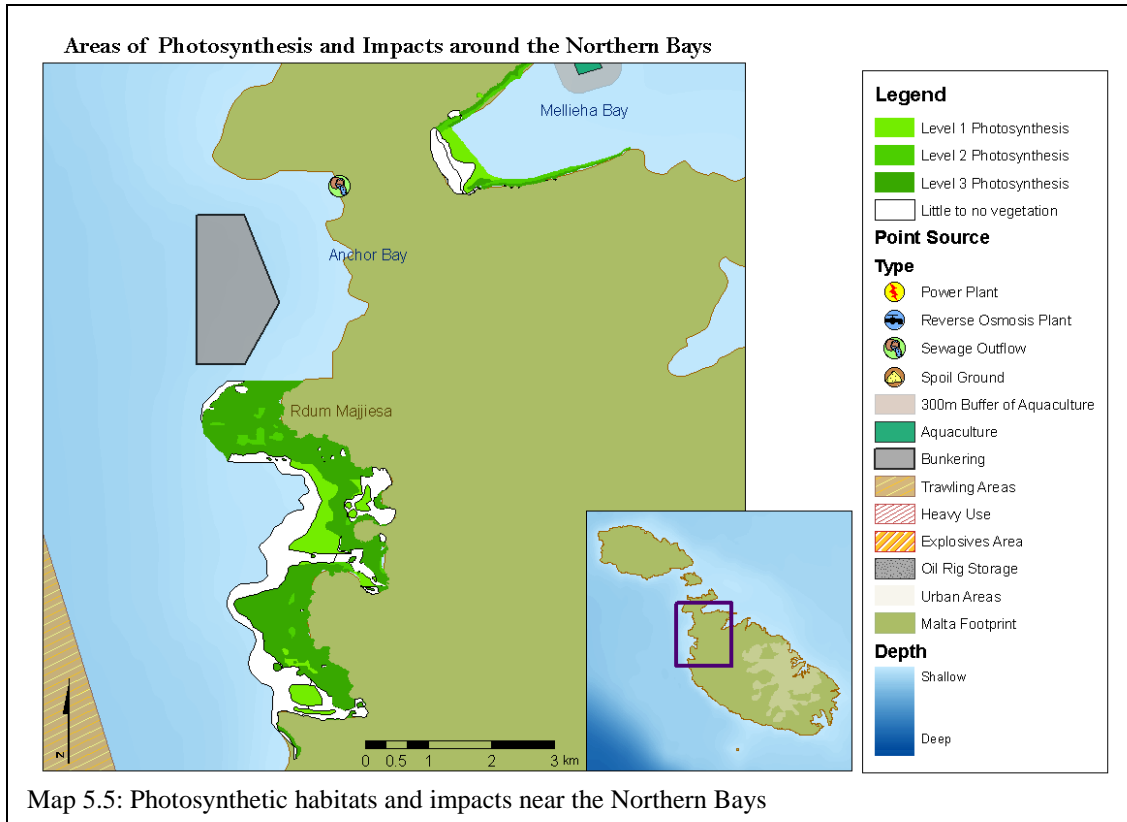 Areas of Photosynthesis and Impacts around the Northern Bays
Mellieha Bay
Anchor Bay
Rdum Majjiesa
N
0 0.5 1 2 3 km
Legend
Level 1 Photosynthesis
Level 2 Photosynthesis
Level 3 Photosynthesis
Little to no vegetation
Point Source
Type
Power Plant
Reverse Osmosis Plant
Sewage Outflow
Spoil Ground
300m Buffer of Aquaculture
Aquaculture
Bunkering
Trawling Areas
Heavy Use
Explosives Area
Oil Rig Storage
Urban Areas
Malta Footprint
Depth
Shallow
Deep
Map 5.5: Photosynthetic habitats and impacts near the Northern Bays